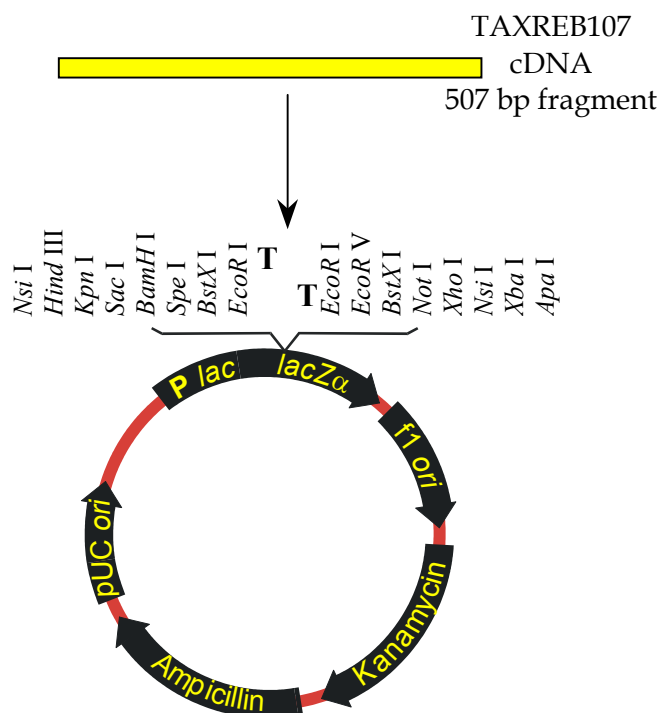 TAXREB107
cDNA
507 bp fragment
Nsi I
Hind III
Kpn I
Sac I
BamH I
Spe I
BstX I
EcoR I
T
T
EcoR I
EcoR V
BstX I
Not I
Xho I
Nsi I
Xba I
Apa I
P lac
lacZα
f1 ori
Kanamycin
Ampicillin
pUC ori